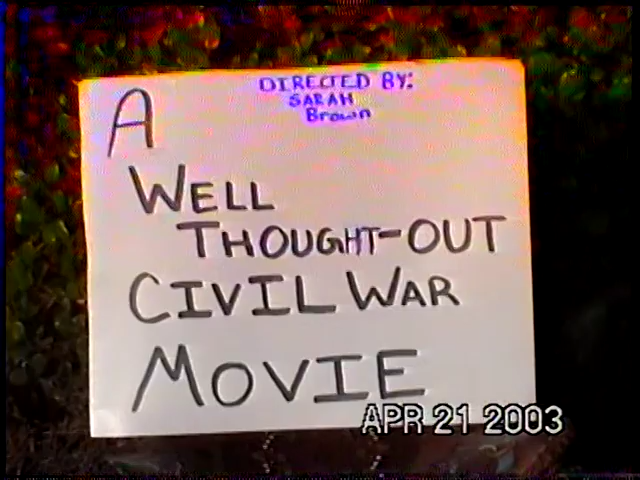 DIRECTED BY:
SARAH
Brown
A
WELL
THOUGHT-OUT
CIVIL WAR
MOVIE
APR 21 2003